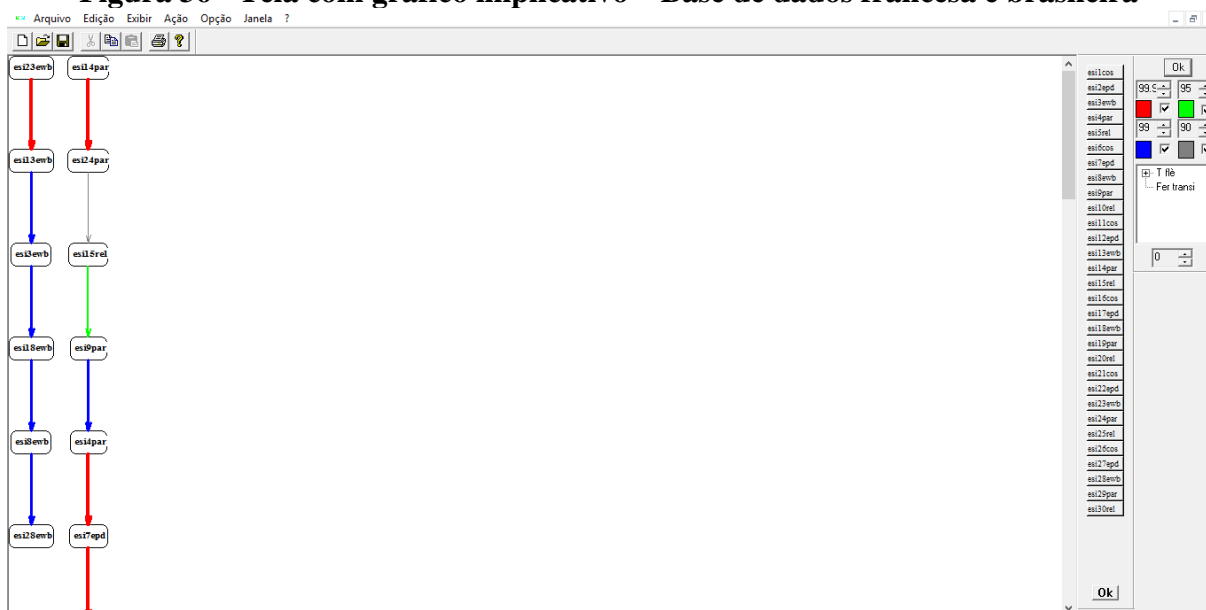 Figura 30 - Tela com gráfico implicativo – Base de dados francesa e brasileira
Arquivo Edição Exibir Ação Opção Janela ?
esi23ewb esi14par
esi13ewb esi24par
esi3ewb esi15rel
esi18ewb esi9par
esi8ewb esi4par
esi28ewb esi7epd
esi1cos
esi2epd
esi3ewb
esi4par
esi5rel
esi6cos
esi7epd
esi8ewb
esi9par
esi10rel
esi11cos
esi12epd
esi13ewb
esi14par
esi15rel
esi16cos
esi17epd
esi18ewb
esi19par
esi20rel
esi21cos
esi22epd
esi23ewb
esi24par
esi25rel
esi26cos
esi27epd
esi28ewb
esi29par
esi30rel
Ok
Ok
99.9 95
99 90
T flè
Fer transi
0